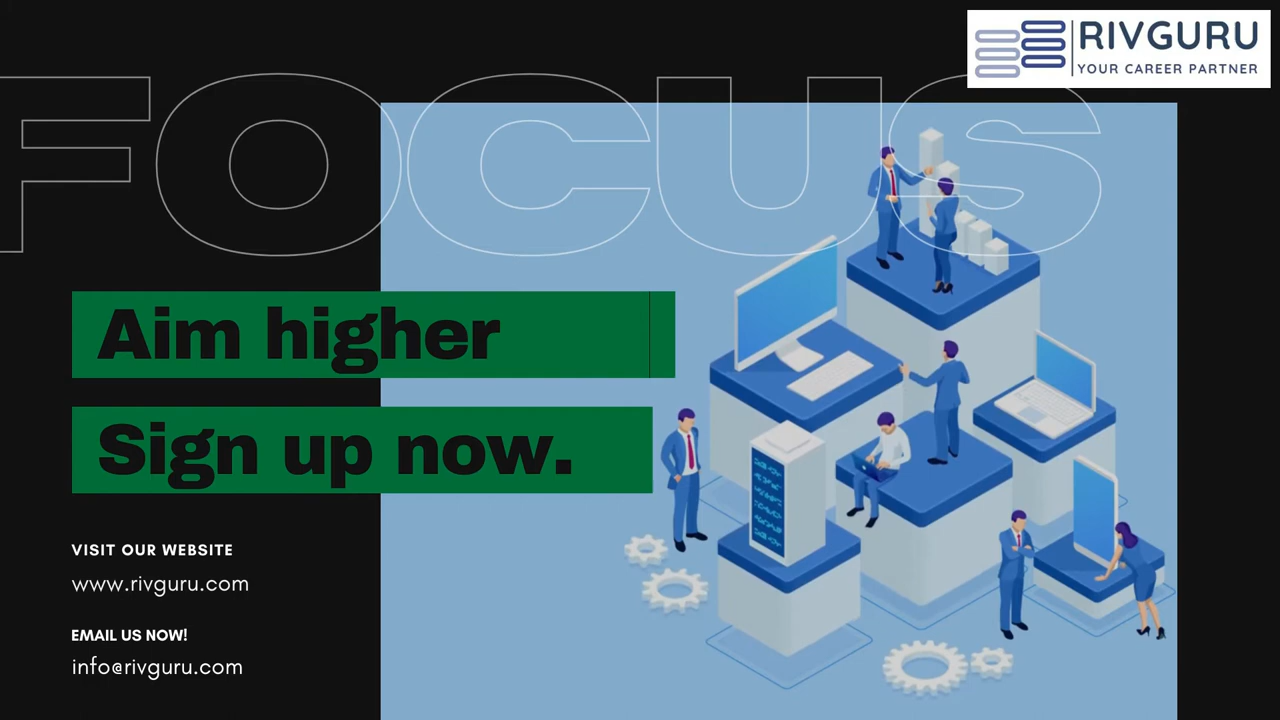 RIVGURU
YOUR CAREER PARTNER
FOCUS
Aim higher
Sign up now.
VISIT OUR WEBSITE
www.rivguru.com
EMAIL US NOW!
info@rivguru.com